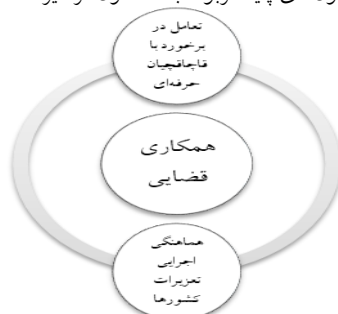 تعامل در
برخورد با
قاچاقچیان
حرفه‌ای
همکاری
قضایی
هماهنگی
اجرایی
تعزیرات
کشورها